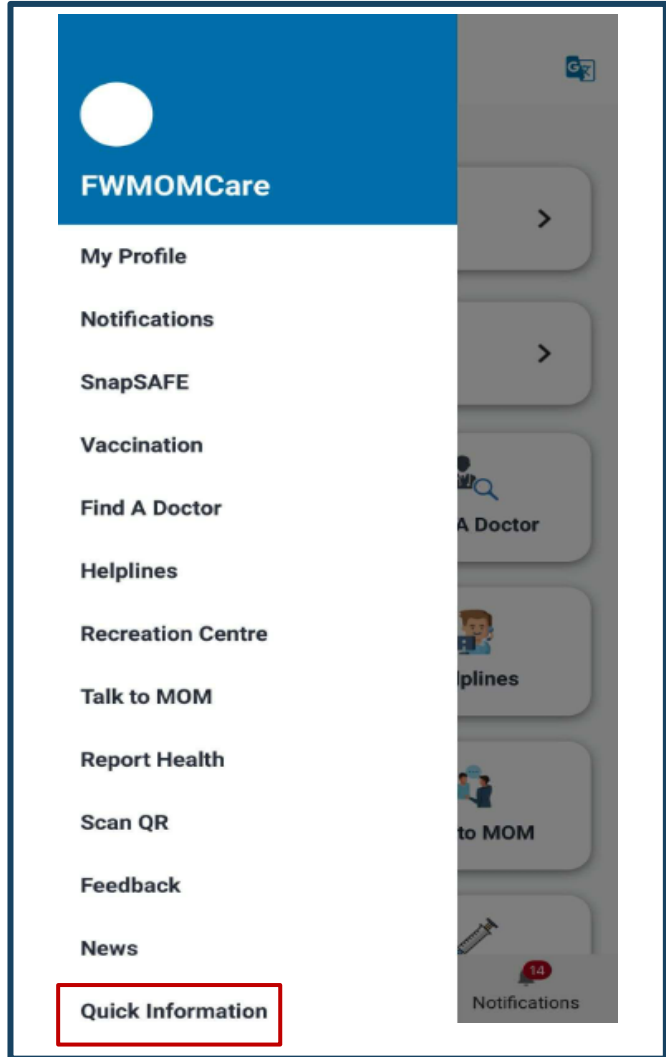 FWMOMCare
My Profile
Notifications
SnapSAFE
Vaccination
Find A Doctor
Helplines
Recreation Centre
Talk to MOM
Report Health
Scan QR
Feedback
News
Quick Information
G
A Doctor
lplines
to MOM
14
Notifications